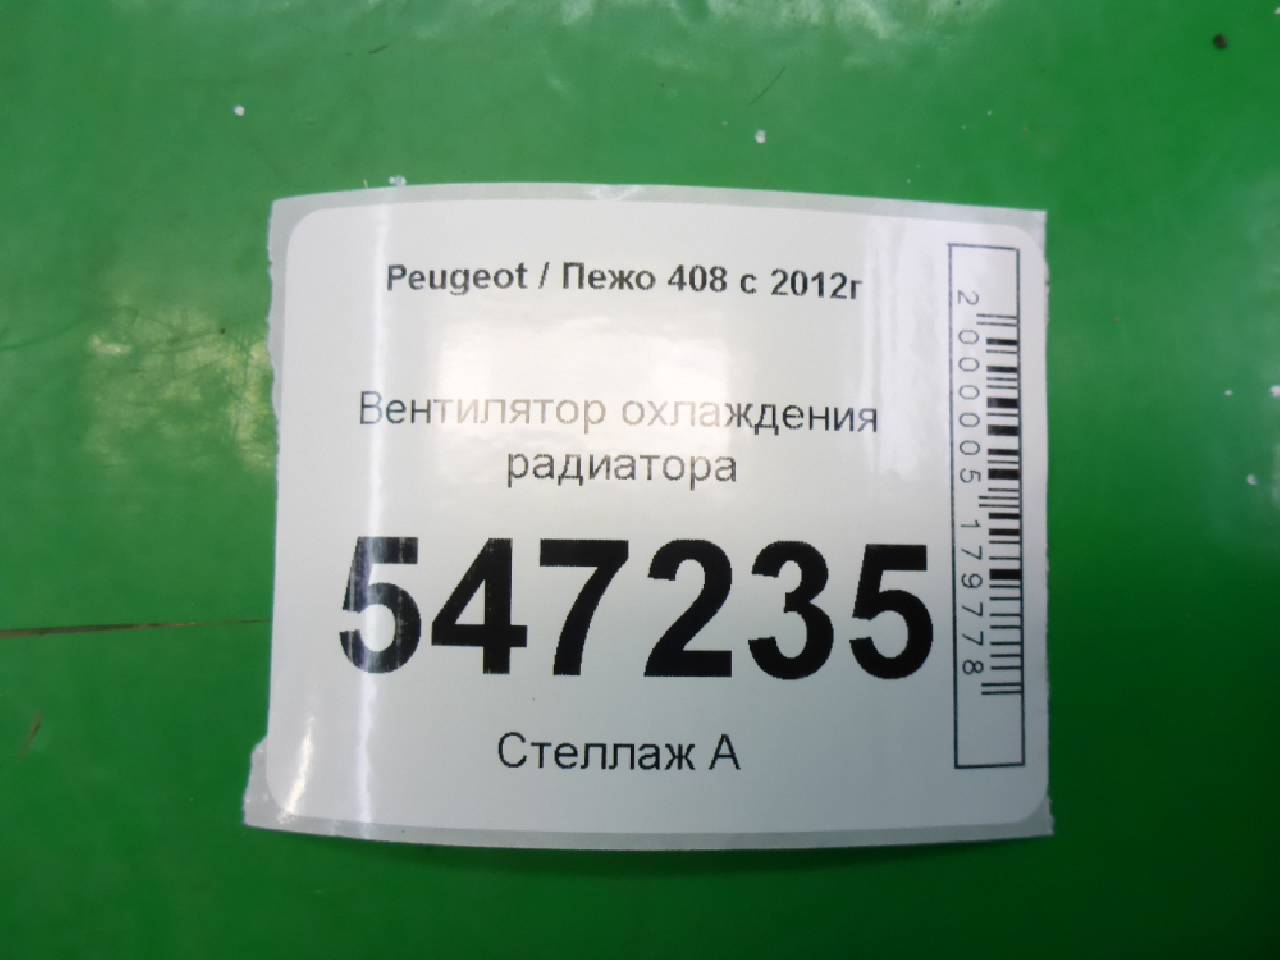 Peugeot / Пежо 408 с 2012г
Вентилятор охлаждения
радиатора
547235
Стеллаж А
2000005179778